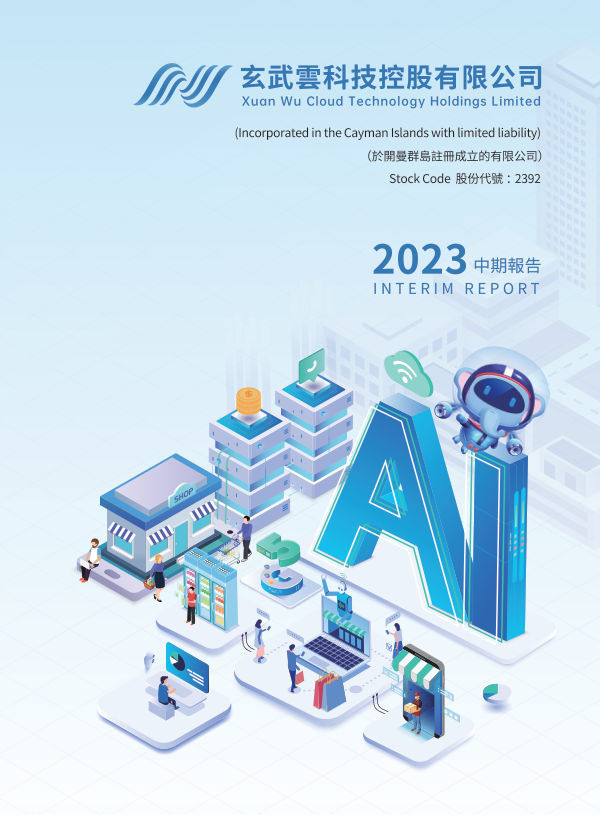 玄武雲科技控股有限公司
Xuan Wu Cloud Technology Holdings Limited
(Incorporated in the Cayman Islands with limited liability)
（於開曼群島註冊成立的有限公司）
Stock Code 股份代號：2392
2023 中期報告
INTERIM REPORT
AI
SHOP